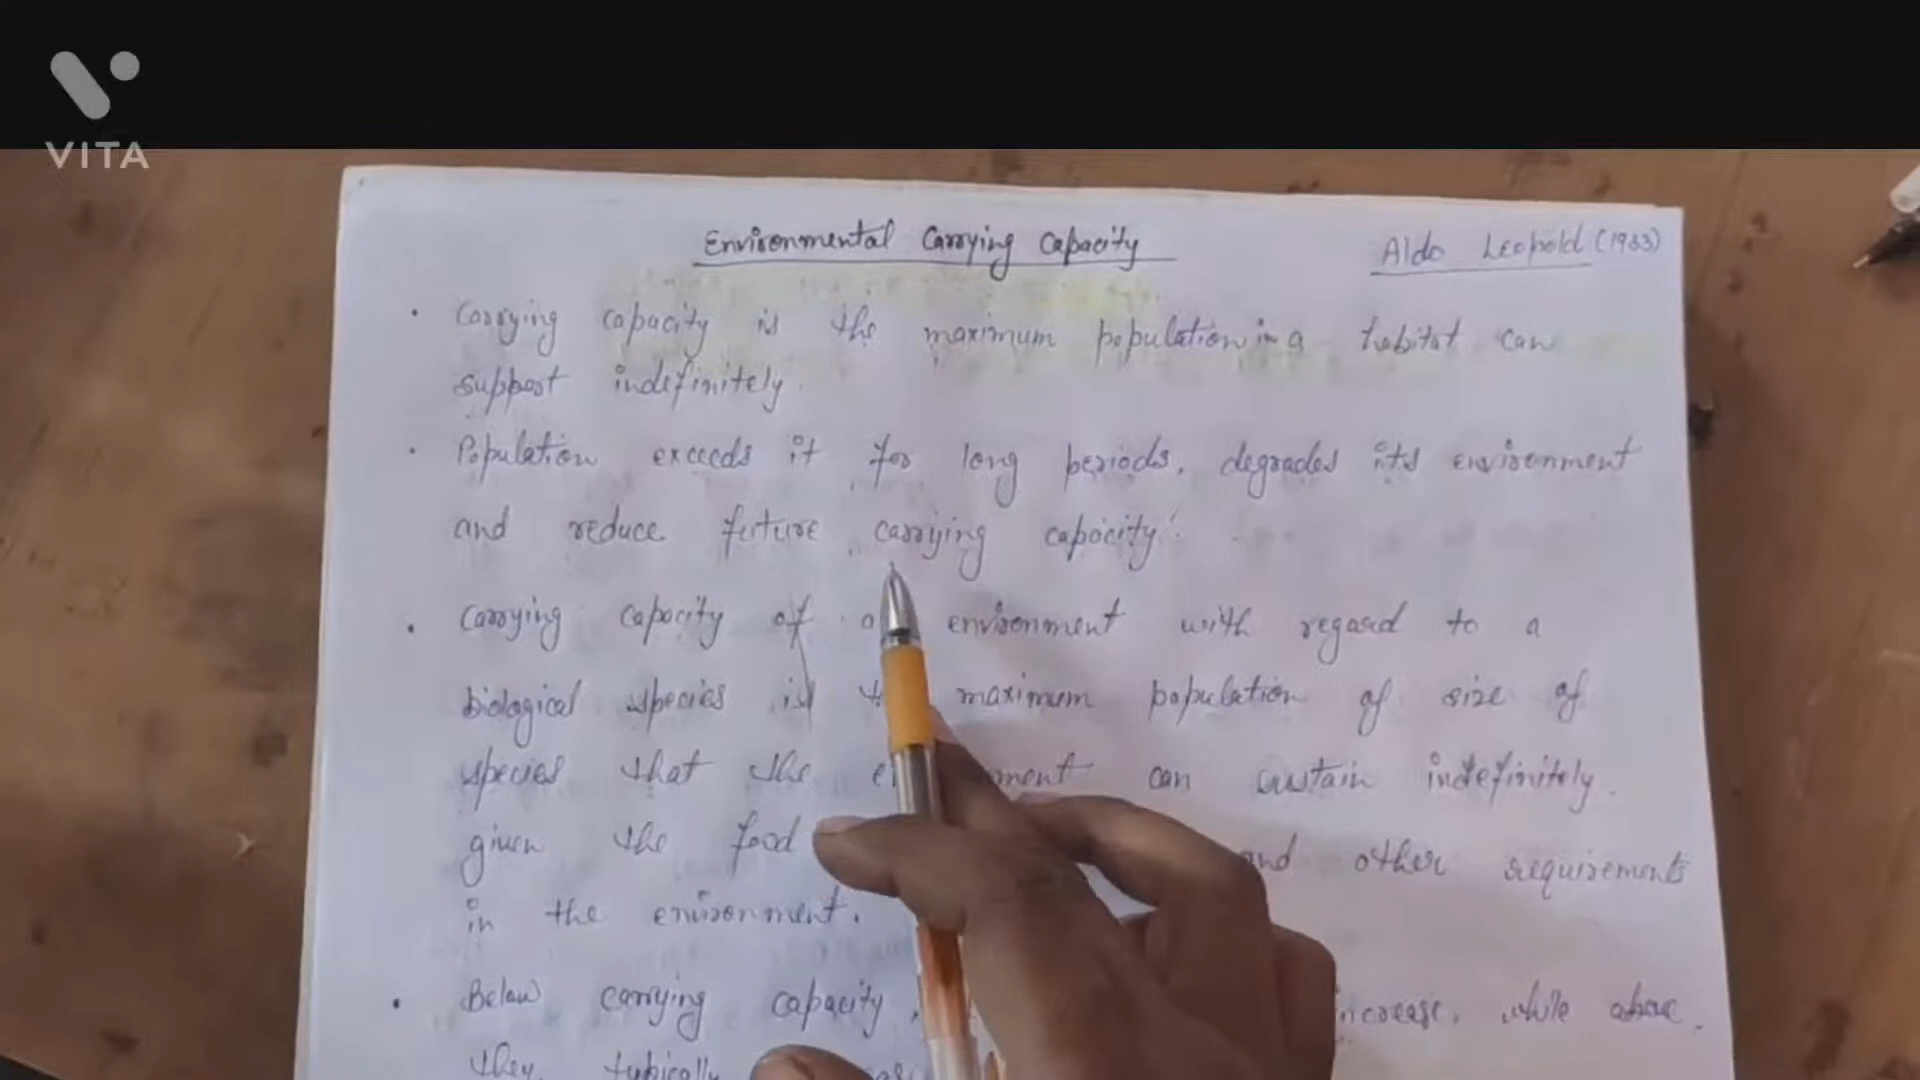 VITA
Environmental Carrying Capacity
Aldo Leopold (1933)
• Carrying capacity is the maximum population in a habitat can
support indefinitely.
• Population exceeds it for long periods, degrades its environment
and reduce future carrying capocity.
• Carrying capocity of environment with regard to a
biological species is maximum population of size of
species that the can sustain indefinitely.
given the food and other requirements
in the environment.
• Below carrying capacity, increase, while above
they typically